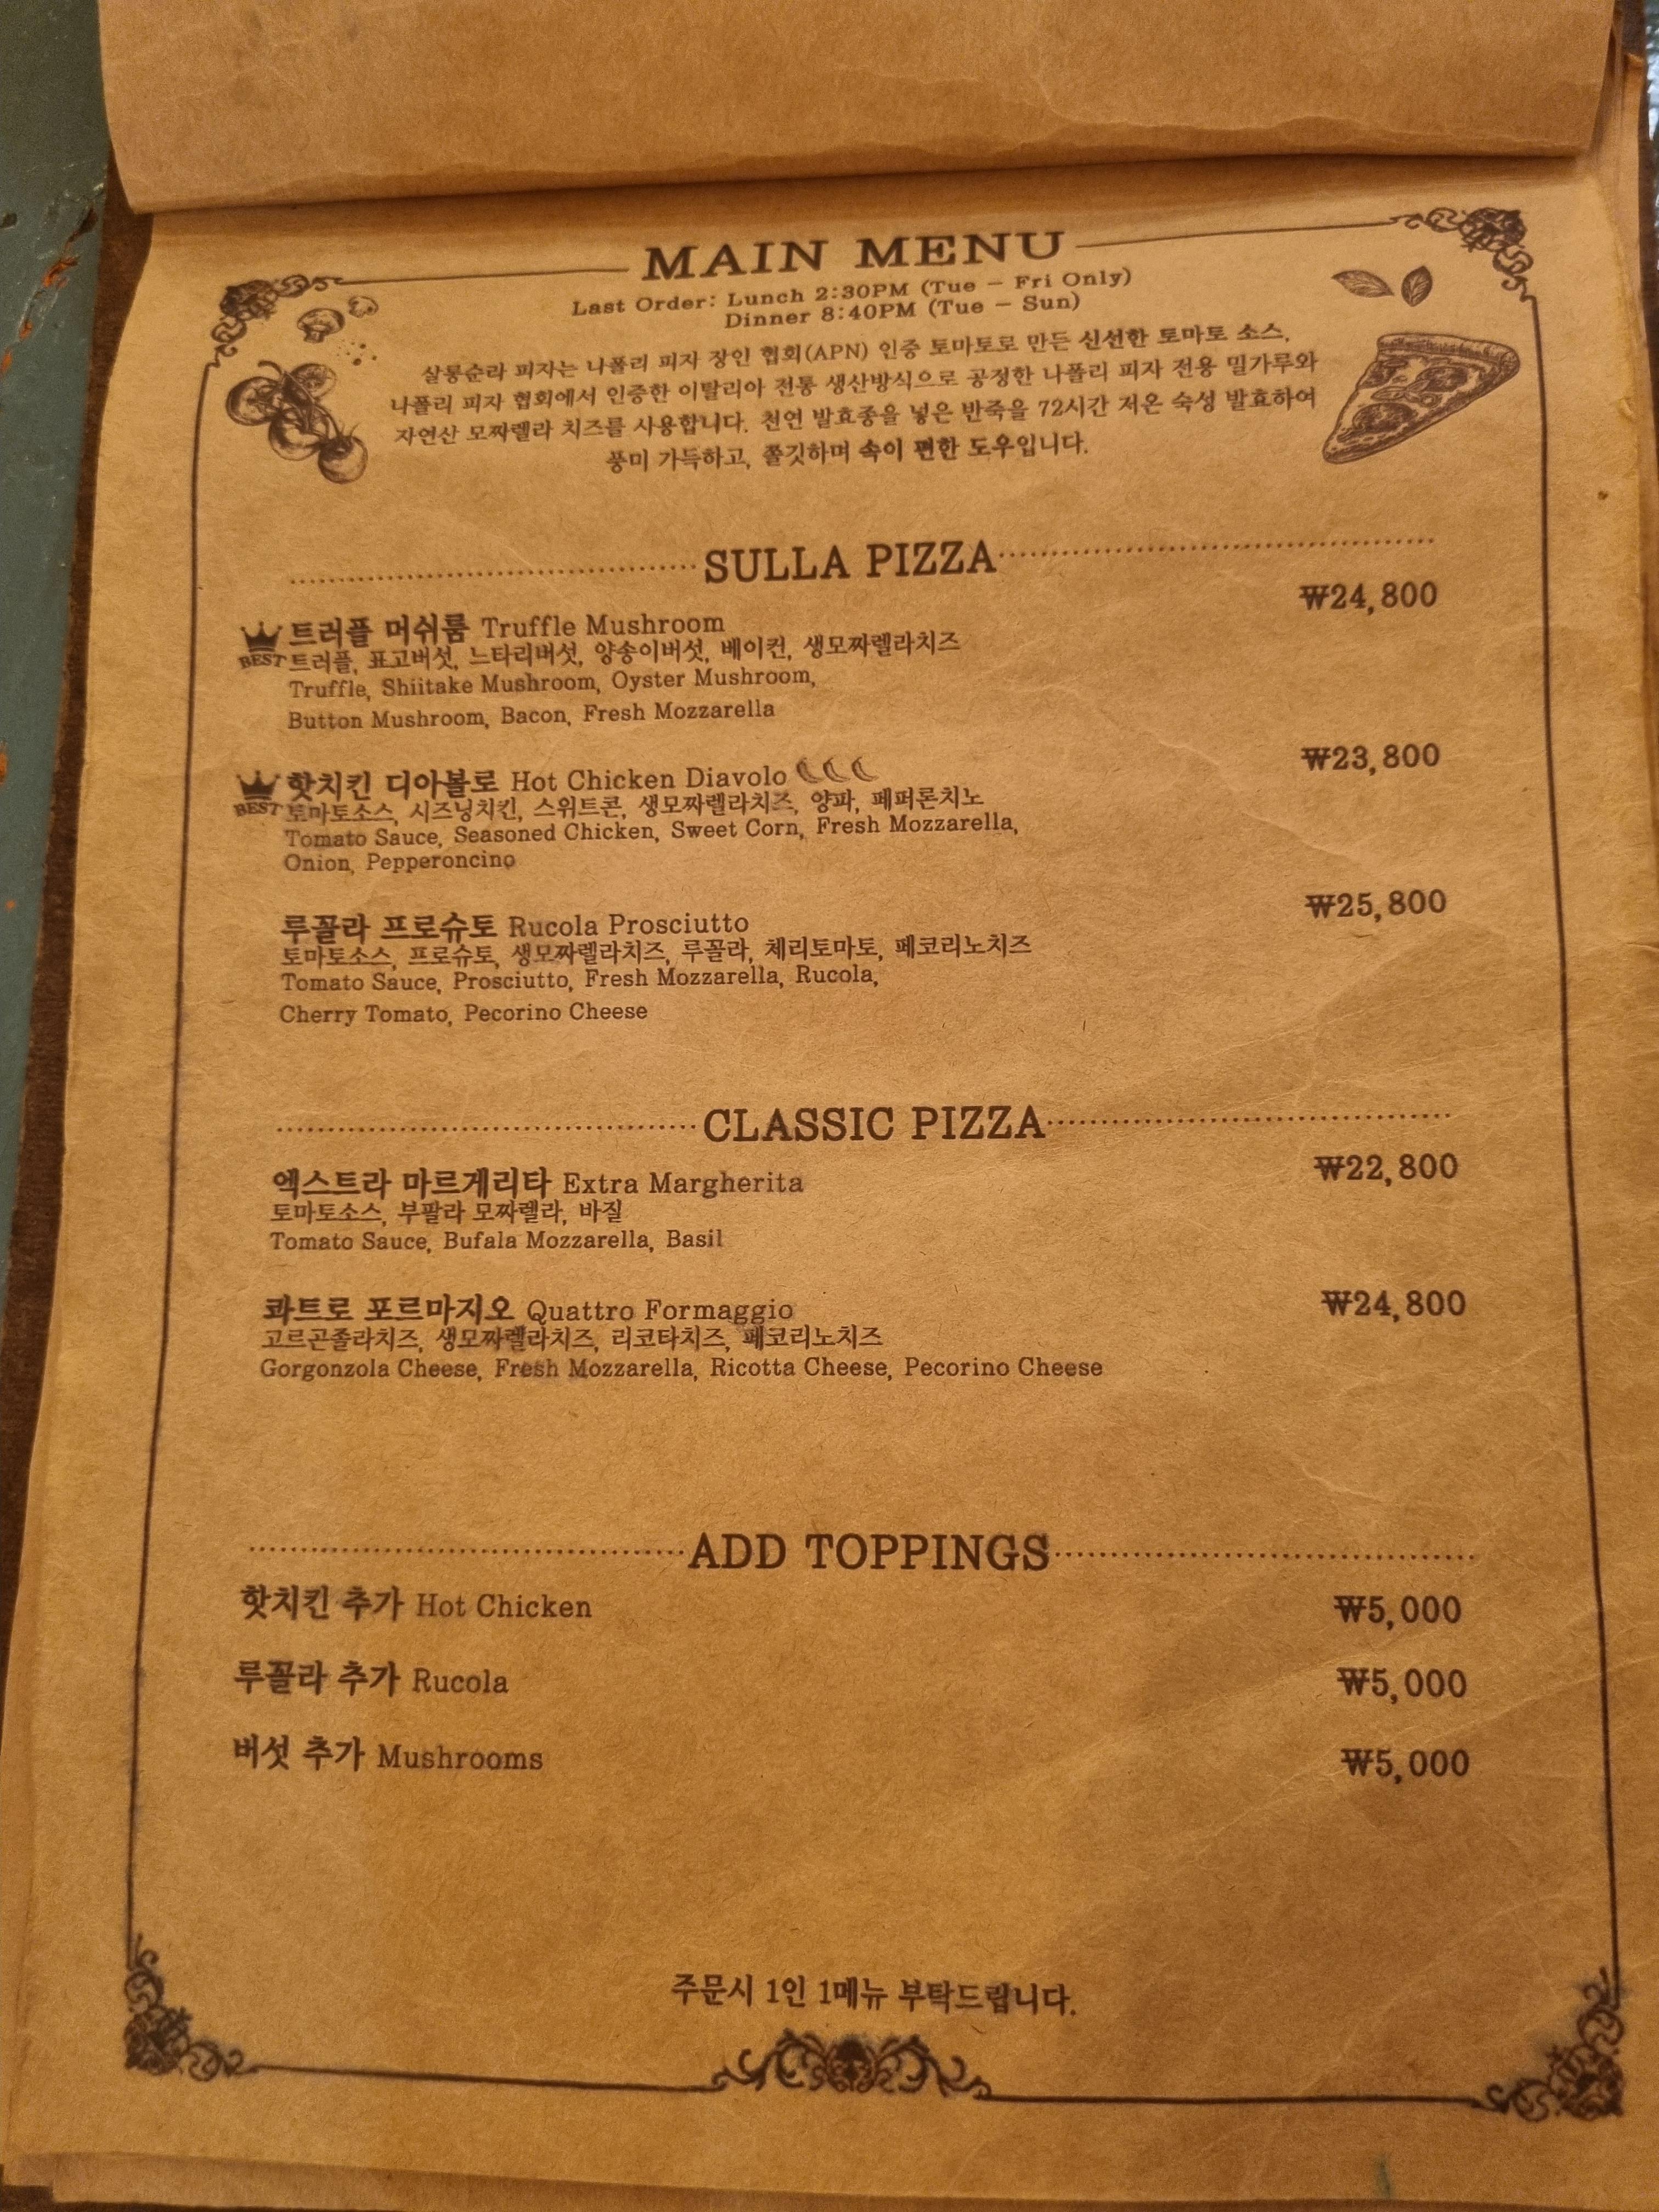 MAIN MENU
Last Order: Lunch 2:30PM (Tue - Fri Only)
Dinner 8:40PM (Tue - Sun)
살롱순라 피자는 나폴리 피자 장인 협회(APN) 인증 토마토로 만든 신선한 토마토 소스,
나폴리 피자 협회에서 인증한 이탈리아 전통 생산방식으로 공정한 나폴리 피자 전용 밀가루와
자연산 모짜렐라 치즈를 사용합니다. 천연 발효종을 넣은 반죽을 72시간 저온 숙성 발효하여
풍미 가득하고, 쫄깃하며 속이 편한 도우입니다.
SULLA PIZZA
트러플 머쉬룸 Truffle Mushroom ₩24,800
BEST 트러플, 표고버섯, 느타리버섯, 양송이버섯, 베이컨, 생모짜렐라치즈
Truffle, Shiitake Mushroom, Oyster Mushroom,
Button Mushroom, Bacon, Fresh Mozzarella
핫치킨 디아볼로 Hot Chicken Diavolo ₩23,800
BEST 토마토소스, 시즈닝치킨, 스위트콘, 생모짜렐라치즈, 양파, 페퍼론치노
Tomato Sauce, Seasoned Chicken, Sweet Corn, Fresh Mozzarella,
Onion, Pepperoncino
루꼴라 프로슈토 Rucola Prosciutto ₩25,800
토마토소스, 프로슈토, 생모짜렐라치즈, 루꼴라, 체리토마토, 페코리노치즈
Tomato Sauce, Prosciutto, Fresh Mozzarella, Rucola,
Cherry Tomato, Pecorino Cheese
CLASSIC PIZZA
엑스트라 마르게리타 Extra Margherita ₩22,800
토마토소스, 부팔라 모짜렐라, 바질
Tomato Sauce, Bufala Mozzarella, Basil
콰트로 포르마지오 Quattro Formaggio ₩24,800
고르곤졸라치즈, 생모짜렐라치즈, 리코타치즈, 페코리노치즈
Gorgonzola Cheese, Fresh Mozzarella, Ricotta Cheese, Pecorino Cheese
ADD TOPPINGS
핫치킨 추가 Hot Chicken ₩5,000
루꼴라 추가 Rucola ₩5,000
버섯 추가 Mushrooms ₩5,000
주문시 1인 1메뉴 부탁드립니다.